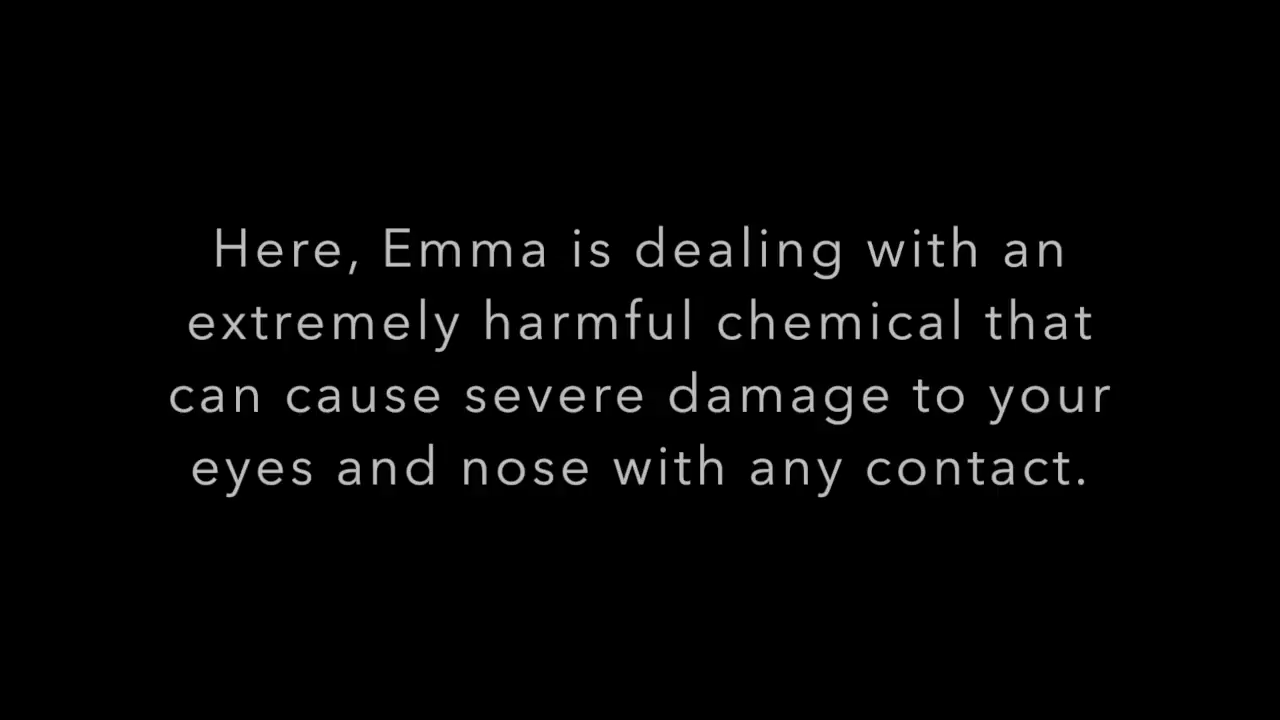 Here, Emma is dealing with an
extremely harmful chemical that
can cause severe damage to your
eyes and nose with any contact.